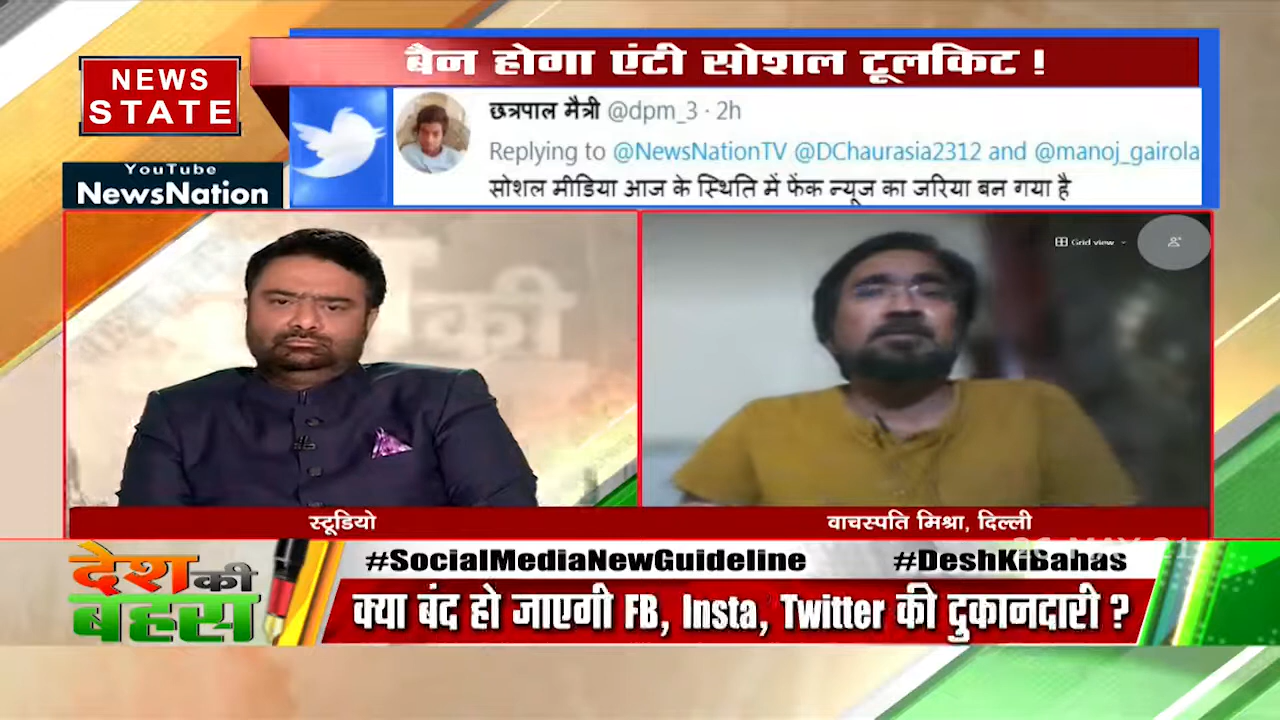 NEWS
STATE
YouTube
NewsNation
बैन होगा एंटी सोशल टूलकिट !
छत्रपाल मैत्री @dpm_3 · 2h
Replying to @NewsNationTV @DChaurasia2312 and @manoj_gairola
सोशल मीडिया आज के स्थिति में फेंक न्यूज का जरिया बन गया है
की
Grid view
स्टूडियो
वाचस्पति मिश्रा, दिल्ली
देश की
बहस
#SocialMediaNewGuideline #DeshKiBahas
क्या बंद हो जाएगी FB, Insta, Twitter की दुकानदारी ?